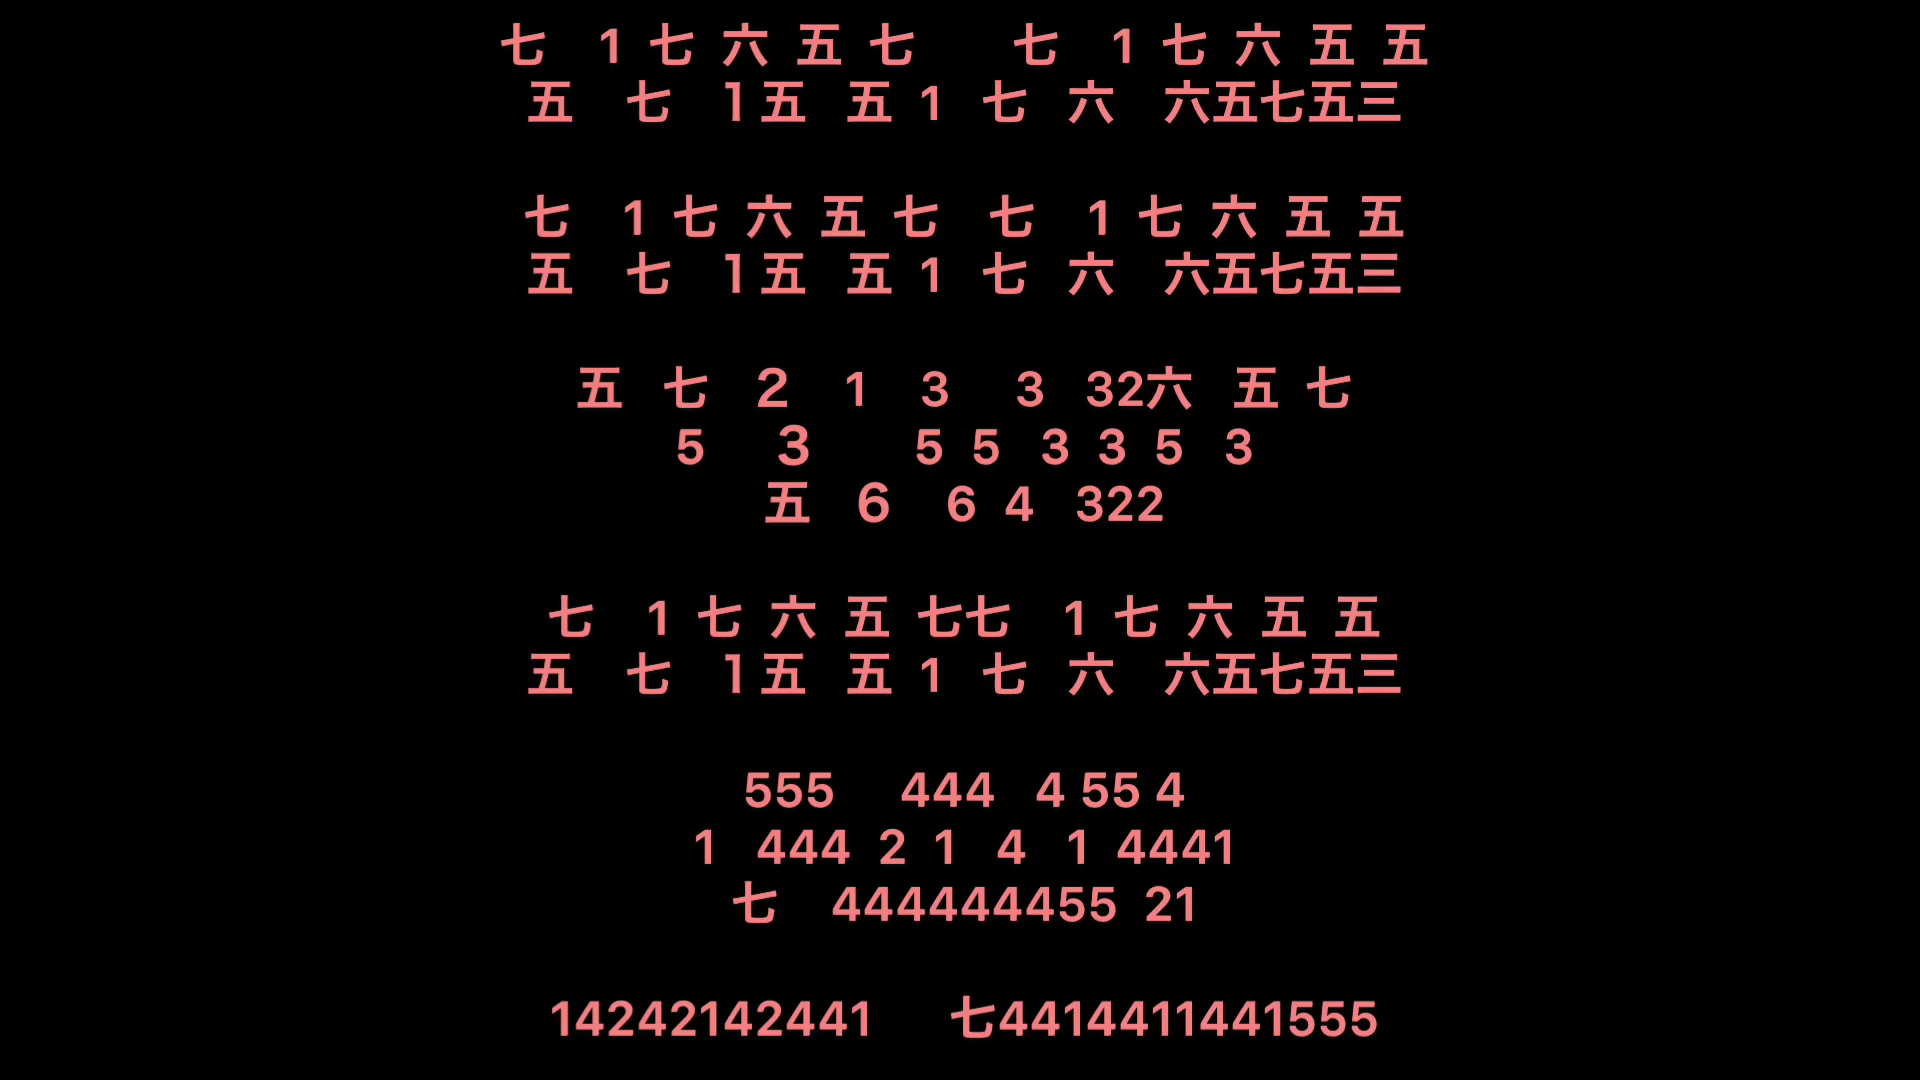 七 1 七 六 五 七 七 1 七 六 五 五
五 七 1 五 五 1 七 六 六五七五三
七 1 七 六 五 七 七 1 七 六 五 五
五 七 1 五 五 1 七 六 六五七五三
五 七 2 1 3 3 32六 五 七
5 3 5 5 3 3 5 3
五 6 6 4 322
七 1 七 六 五 七七 1 七 六 五 五
五 七 1 五 五 1 七 六 六五七五三
555 444 4 55 4
1 444 2 1 4 1 4441
七 444444455 21
14242142441 七4414411441555